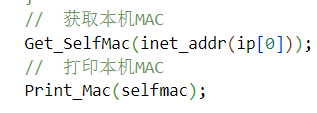 }
//  获取本机MAC
Get_SelfMac(inet_addr(ip[0]));
//  打印本机MAC
Print_Mac(selfmac);